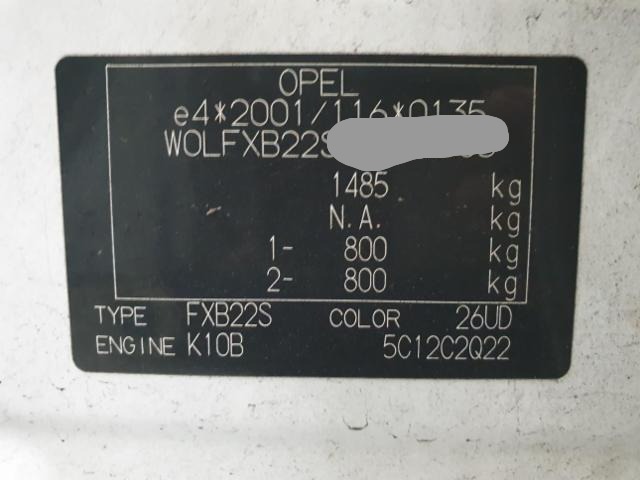 OPEL
e4*2001/116*0135
WOLFXB22S
1485 kg
N.A. kg
1- 800 kg
2- 800 kg
TYPE FXB22S COLOR 26UD
ENGINE K10B 5C12C2Q22